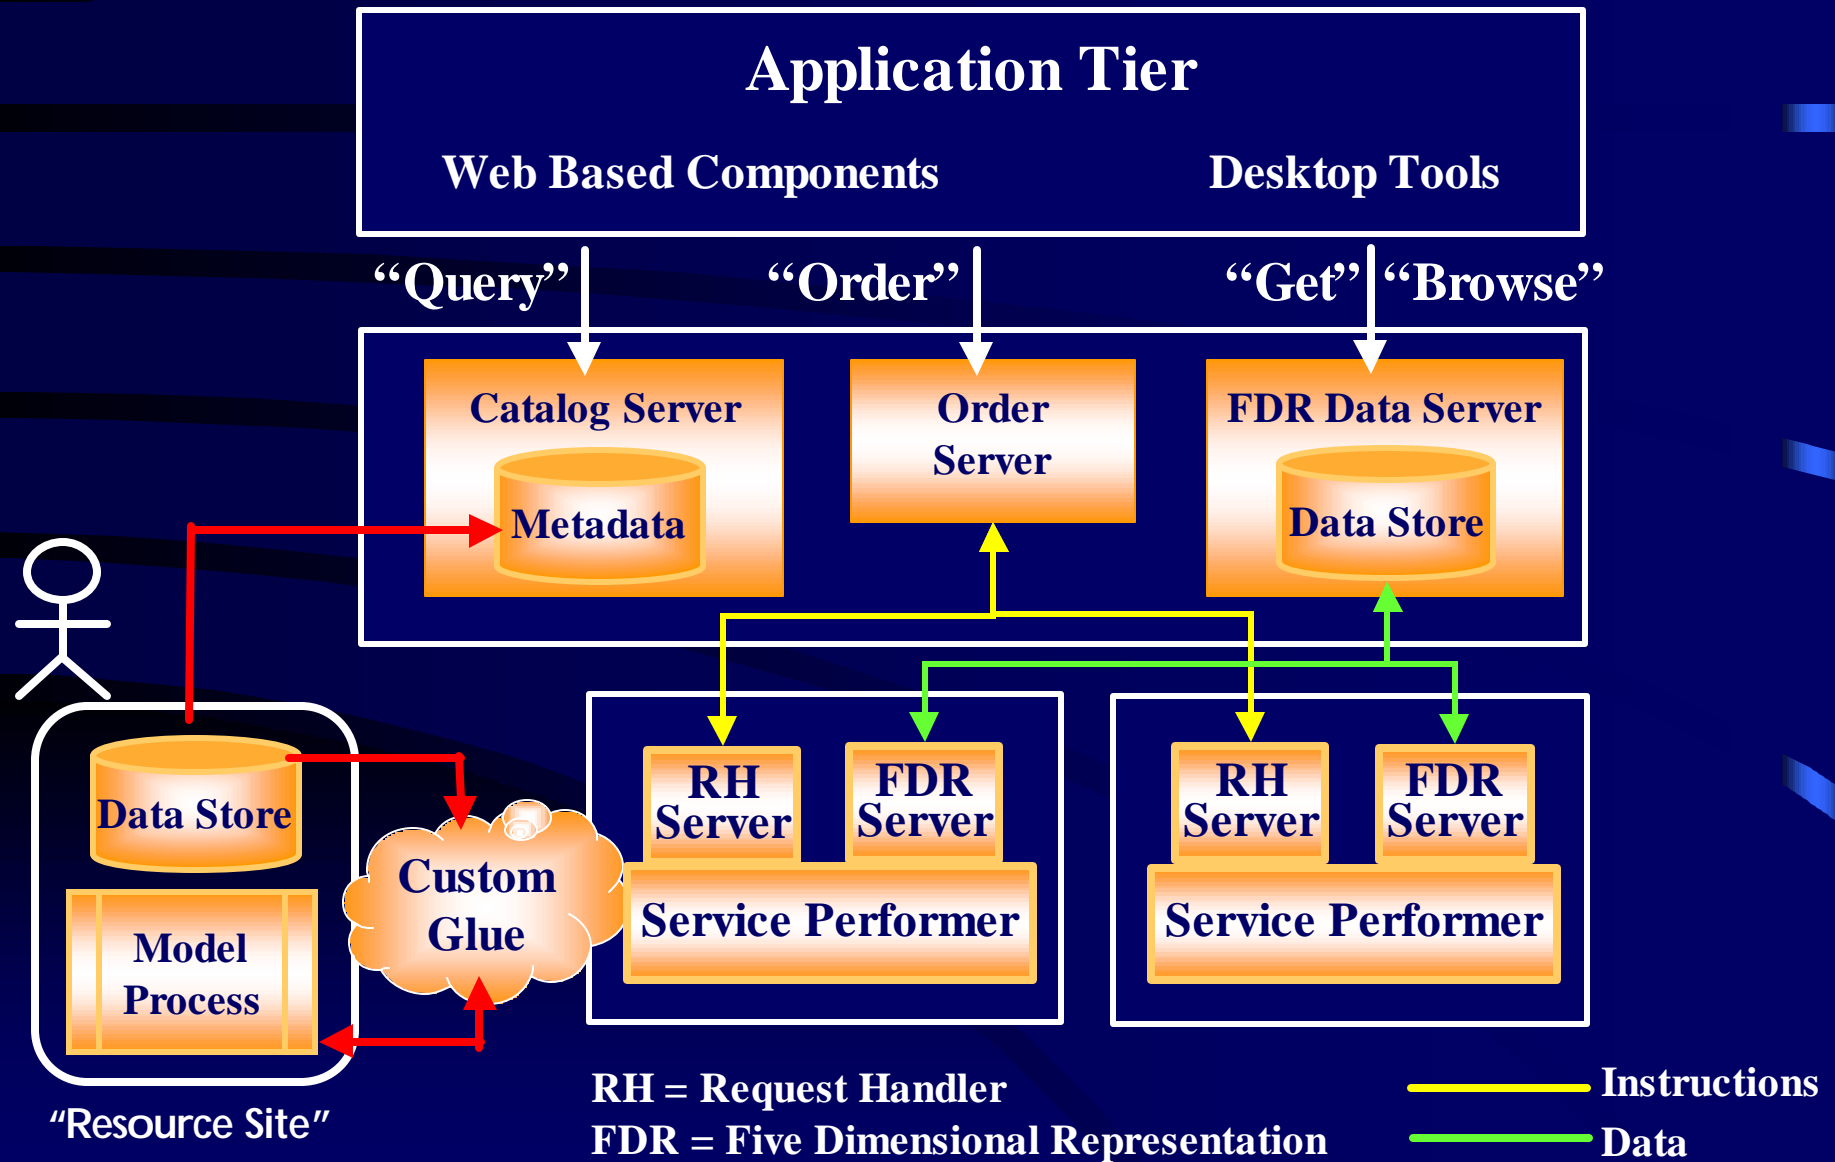 Application Tier
Web Based Components
Desktop Tools
“Query”
“Order”
“Get” “Browse”
Catalog Server
Metadata
Order
Server
FDR Data Server
Data Store
Data Store
Model
Process
“Resource Site”
Custom
Glue
RH
Server
FDR
Server
Service Performer
RH
Server
FDR
Server
Service Performer
RH = Request Handler
FDR = Five Dimensional Representation
Instructions
Data